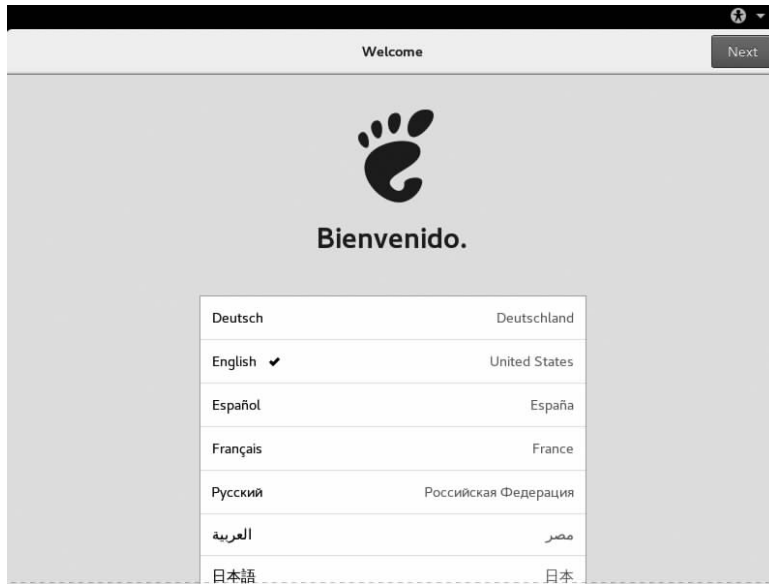 Welcome
Next
Bienvenido.
Deutsch Deutschland
English United States
Español España
Français France
Русский Российская Федерация
العربية مصر
日本語 日本